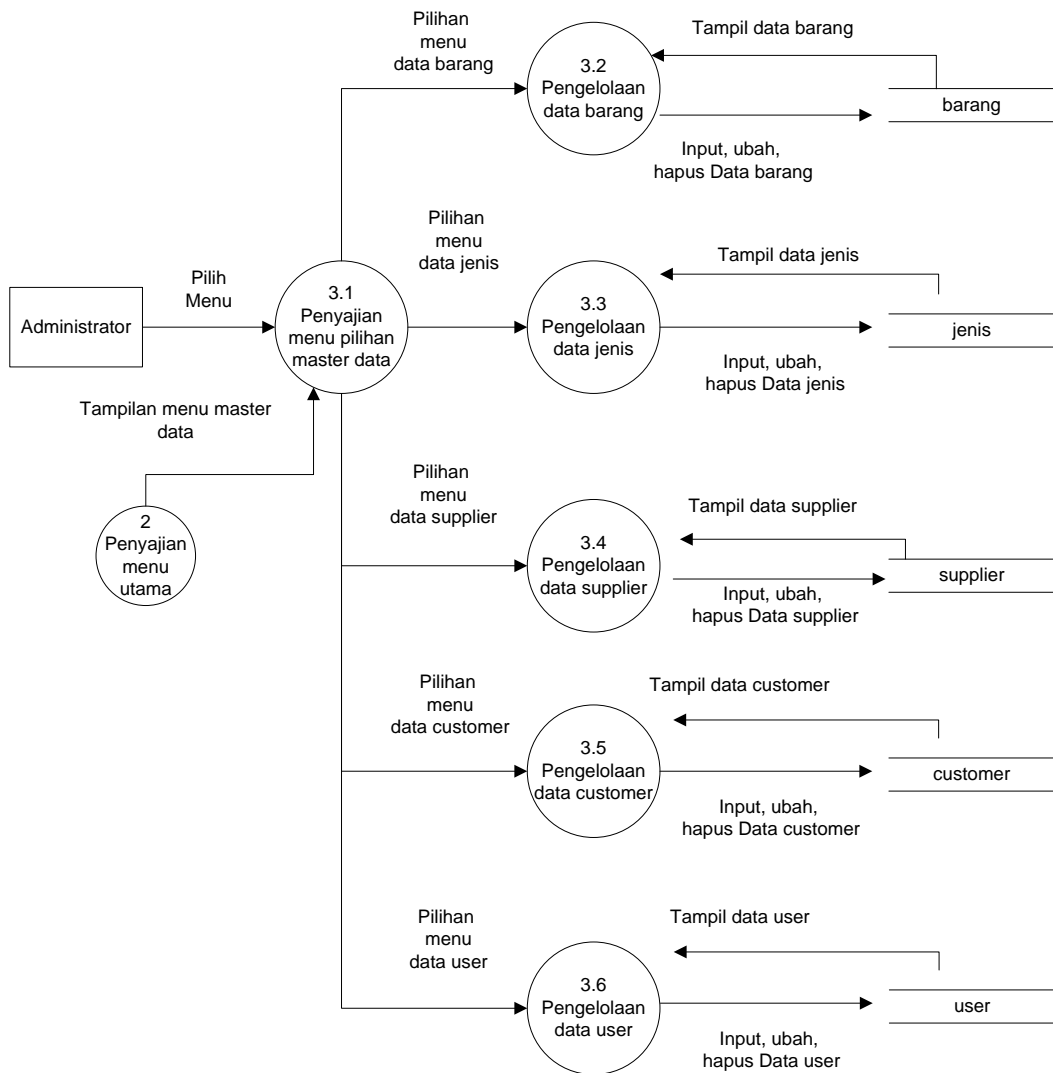 Pilihan
menu
data barang
3.2
Pengelolaan
data barang
Tampil data barang
barang
Input, ubah,
hapus Data barang
Pilihan
menu
data jenis
3.3
Pengelolaan
data jenis
Tampil data jenis
jenis
Input, ubah,
hapus Data jenis
Administrator
Pilih
Menu
3.1
Penyajian
menu pilihan
master data
Tampilan menu master
data
2
Penyajian
menu
utama
Pilihan
menu
data supplier
3.4
Pengelolaan
data supplier
Tampil data supplier
supplier
Input, ubah,
hapus Data supplier
Pilihan
menu
data customer
3.5
Pengelolaan
data customer
Tampil data customer
customer
Input, ubah,
hapus Data customer
Pilihan
menu
data user
3.6
Pengelolaan
data user
Tampil data user
user
Input, ubah,
hapus Data user